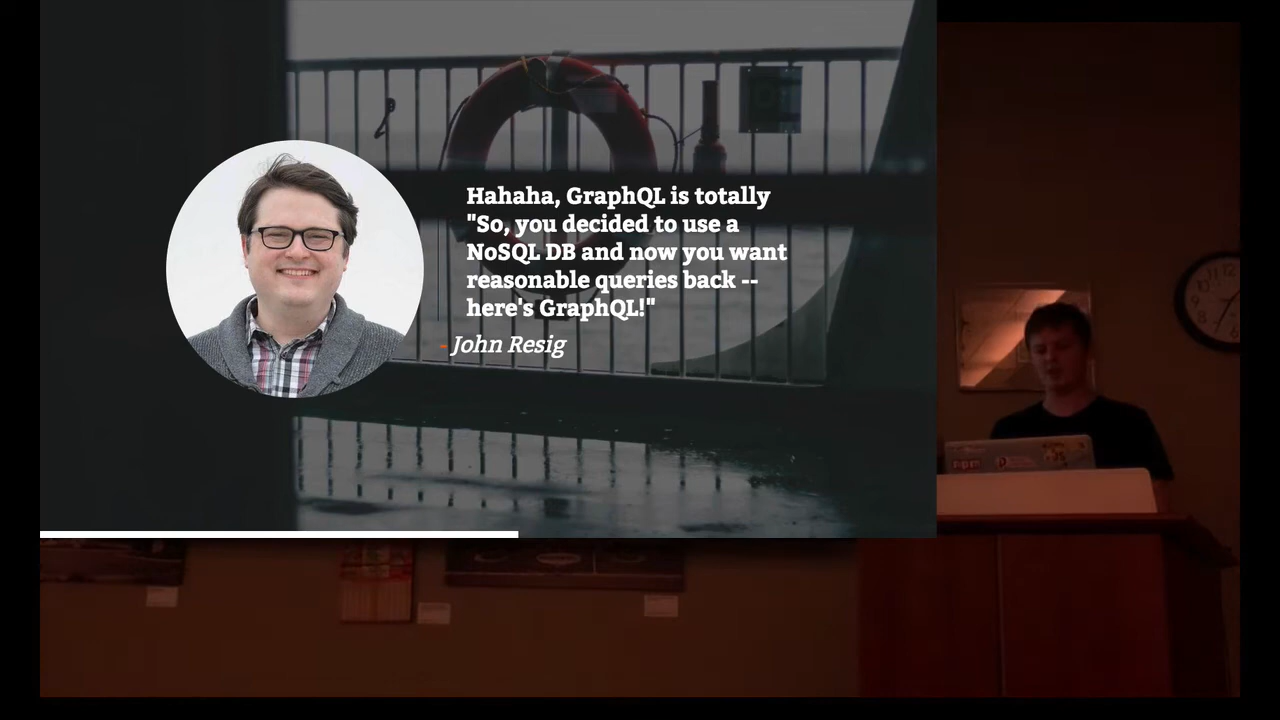 Hahaha, GraphQL is totally
"So, you decided to use a
NoSQL DB and now you want
reasonable queries back --
here's GraphQL!"
- John Resig